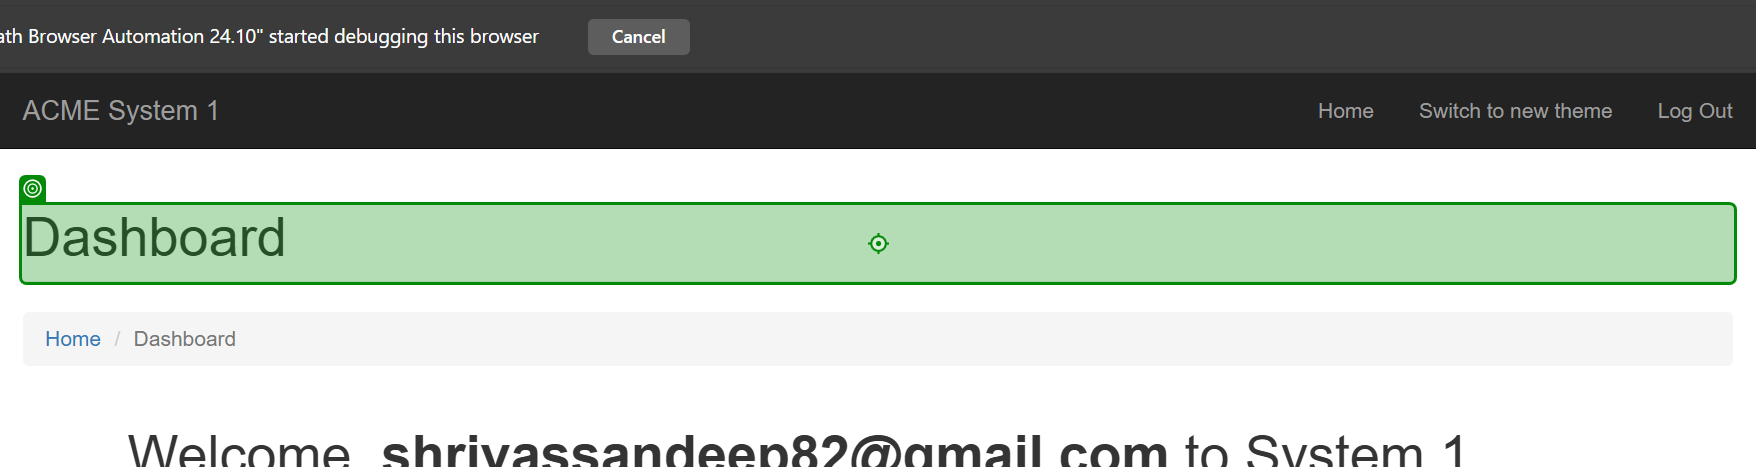 ath Browser Automation 24.10" started debugging this browser Cancel
ACME System 1 Home Switch to new theme Log Out
Dashboard
Home / Dashboard
Welcome, shrivassandeep82@gmail.com to System 1